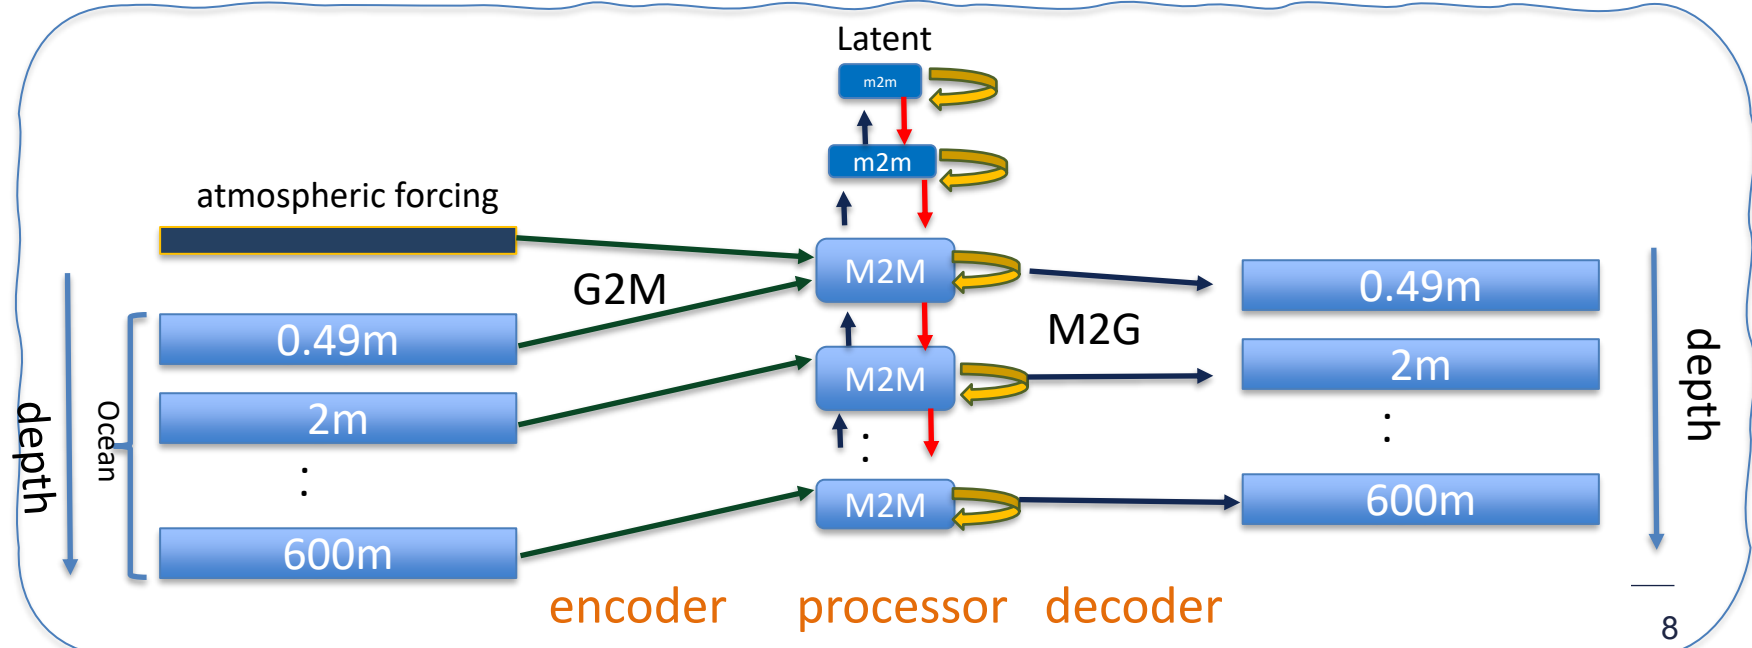 Latent
m2m
m2m
atmospheric forcing
G2M
M2M
0.49m
0.49m
M2M
M2G
2m
2m
:
:
:
M2M
600m
600m
depth
Ocean
depth
encoder
processor
decoder
8